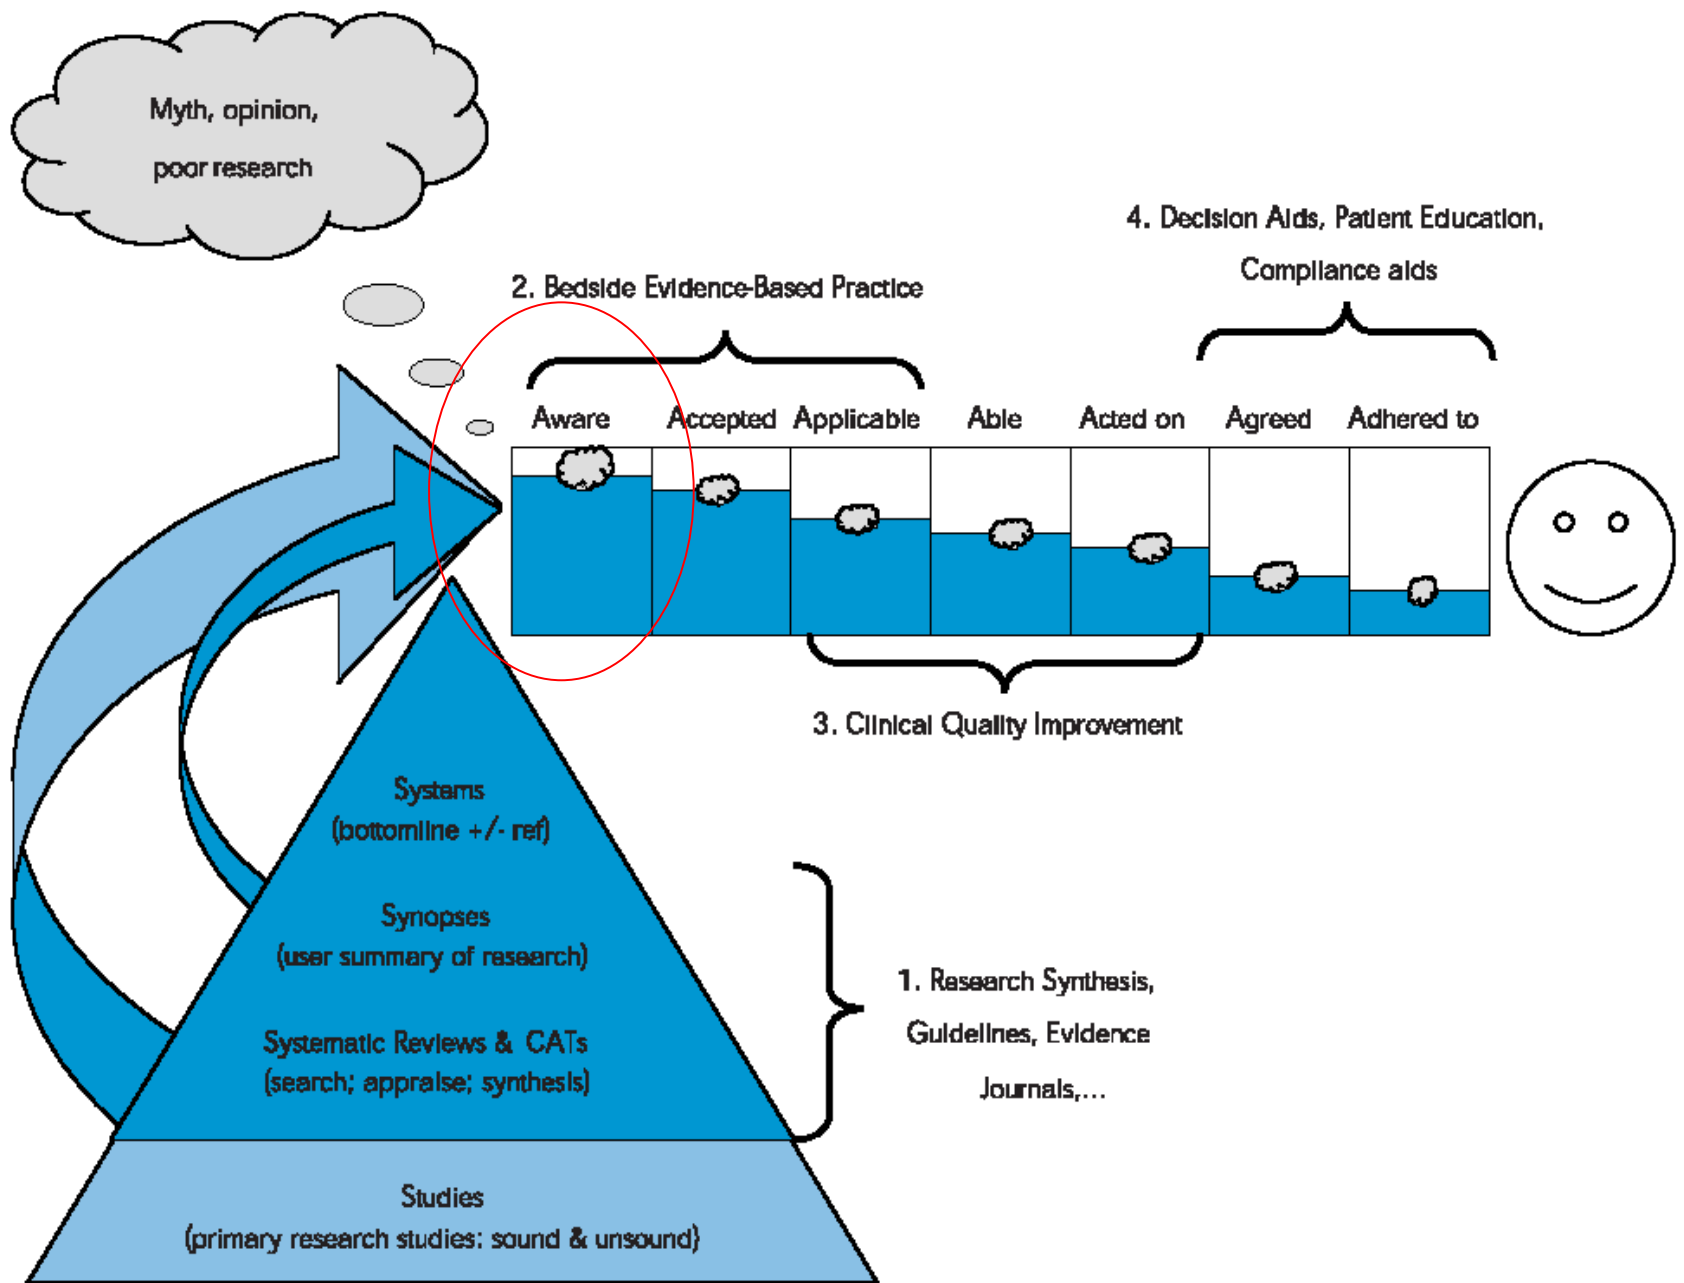 Myth, opinion,
poor research
4. Decision Aids, Patient Education,
Compliance aids
2. Bedside Evidence-Based Practice
Aware Accepted Applicable Able Acted on Agreed Adhered to
3. Clinical Quality Improvement
Systems
(bottomline +/- ref)
Synopses
(user summary of research)
1. Research Synthesis,
Guidelines, Evidence
Journals,...
Systematic Reviews & CATs
(search; appraise; synthesis)
Studies
(primary research studies: sound & unsound)